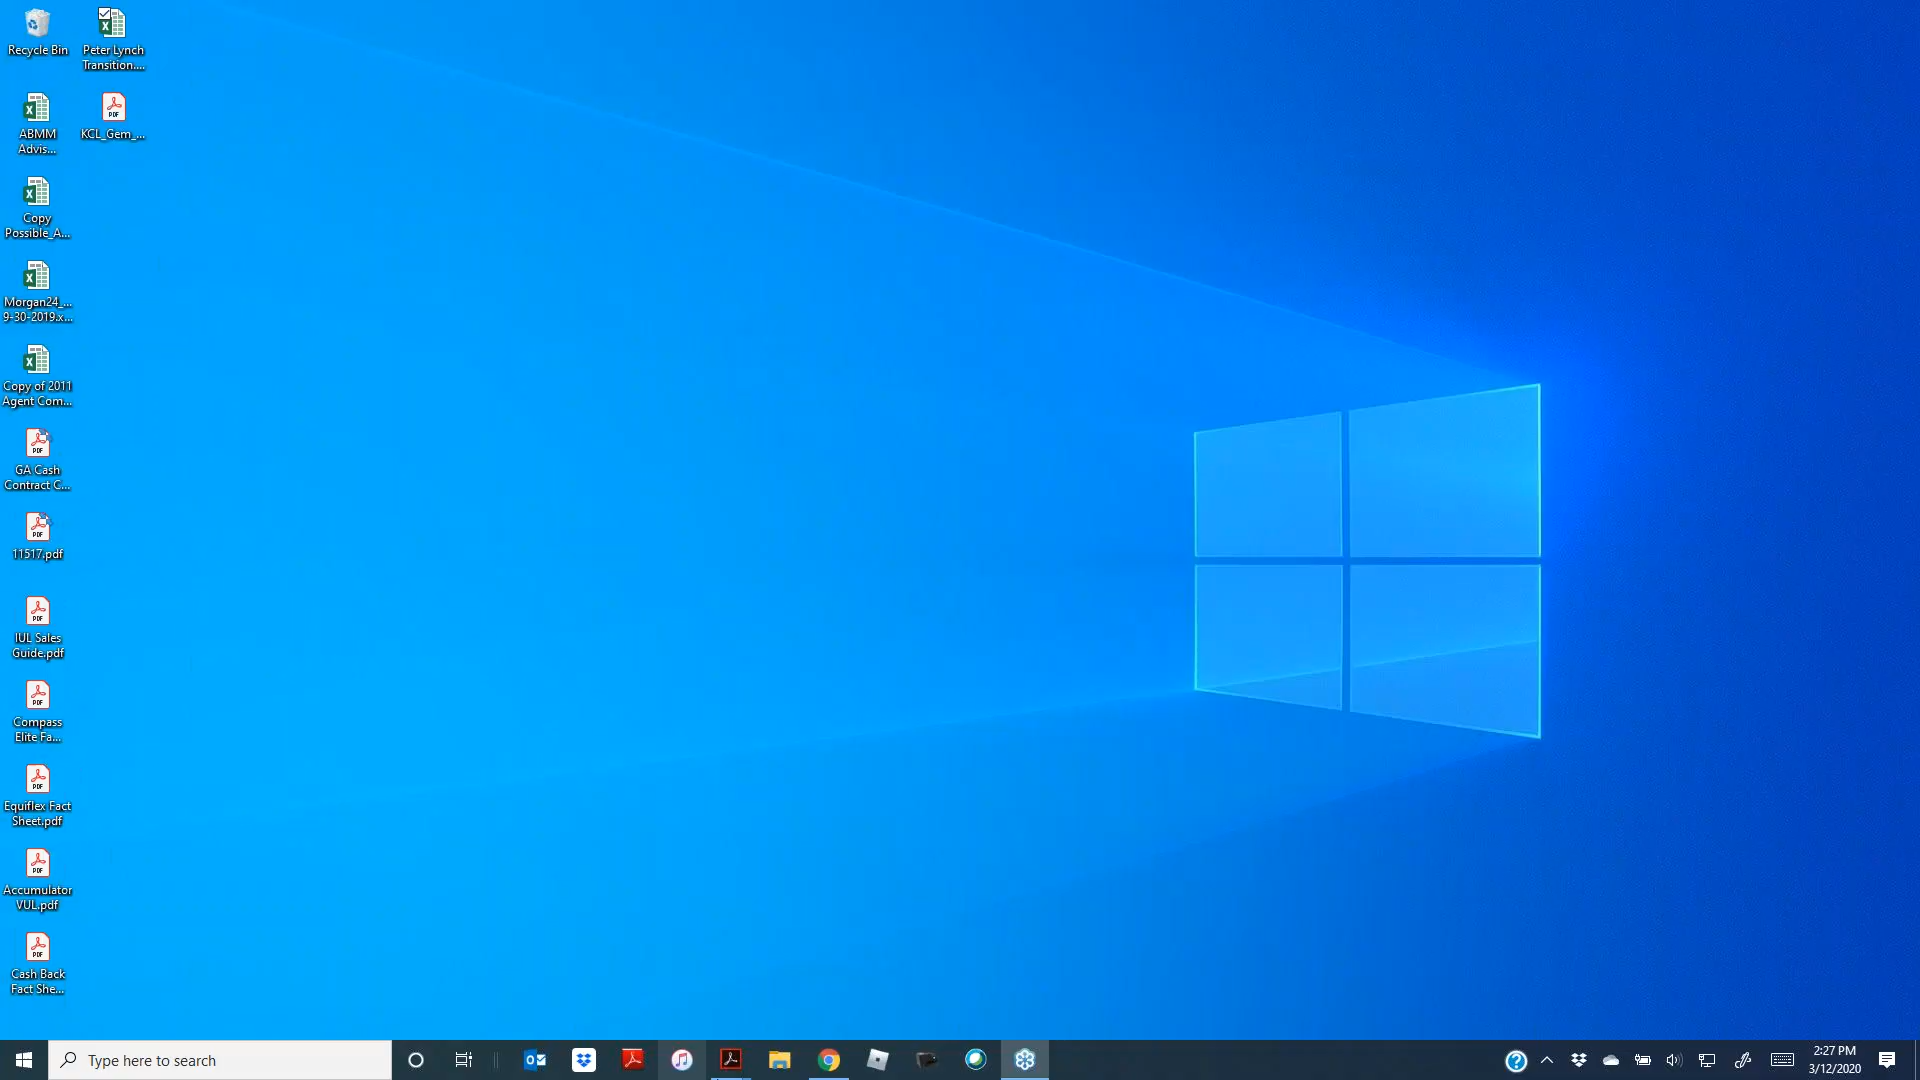 Recycle Bin
Peter Lynch
Transition....
ABMM
Advis...
KCL_Gem_...
Copy
Possible_A...
Morgan24_...
9-30-2019.x...
Copy of 2011
Agent Com...
GA Cash
Contract C...
11517.pdf
IUL Sales
Guide.pdf
Compass
Elite Fa...
Equiflex Fact
Sheet.pdf
Accumulator
VUL.pdf
Cash Back
Fact She...
Type here to search
2:27 PM
3/12/2020